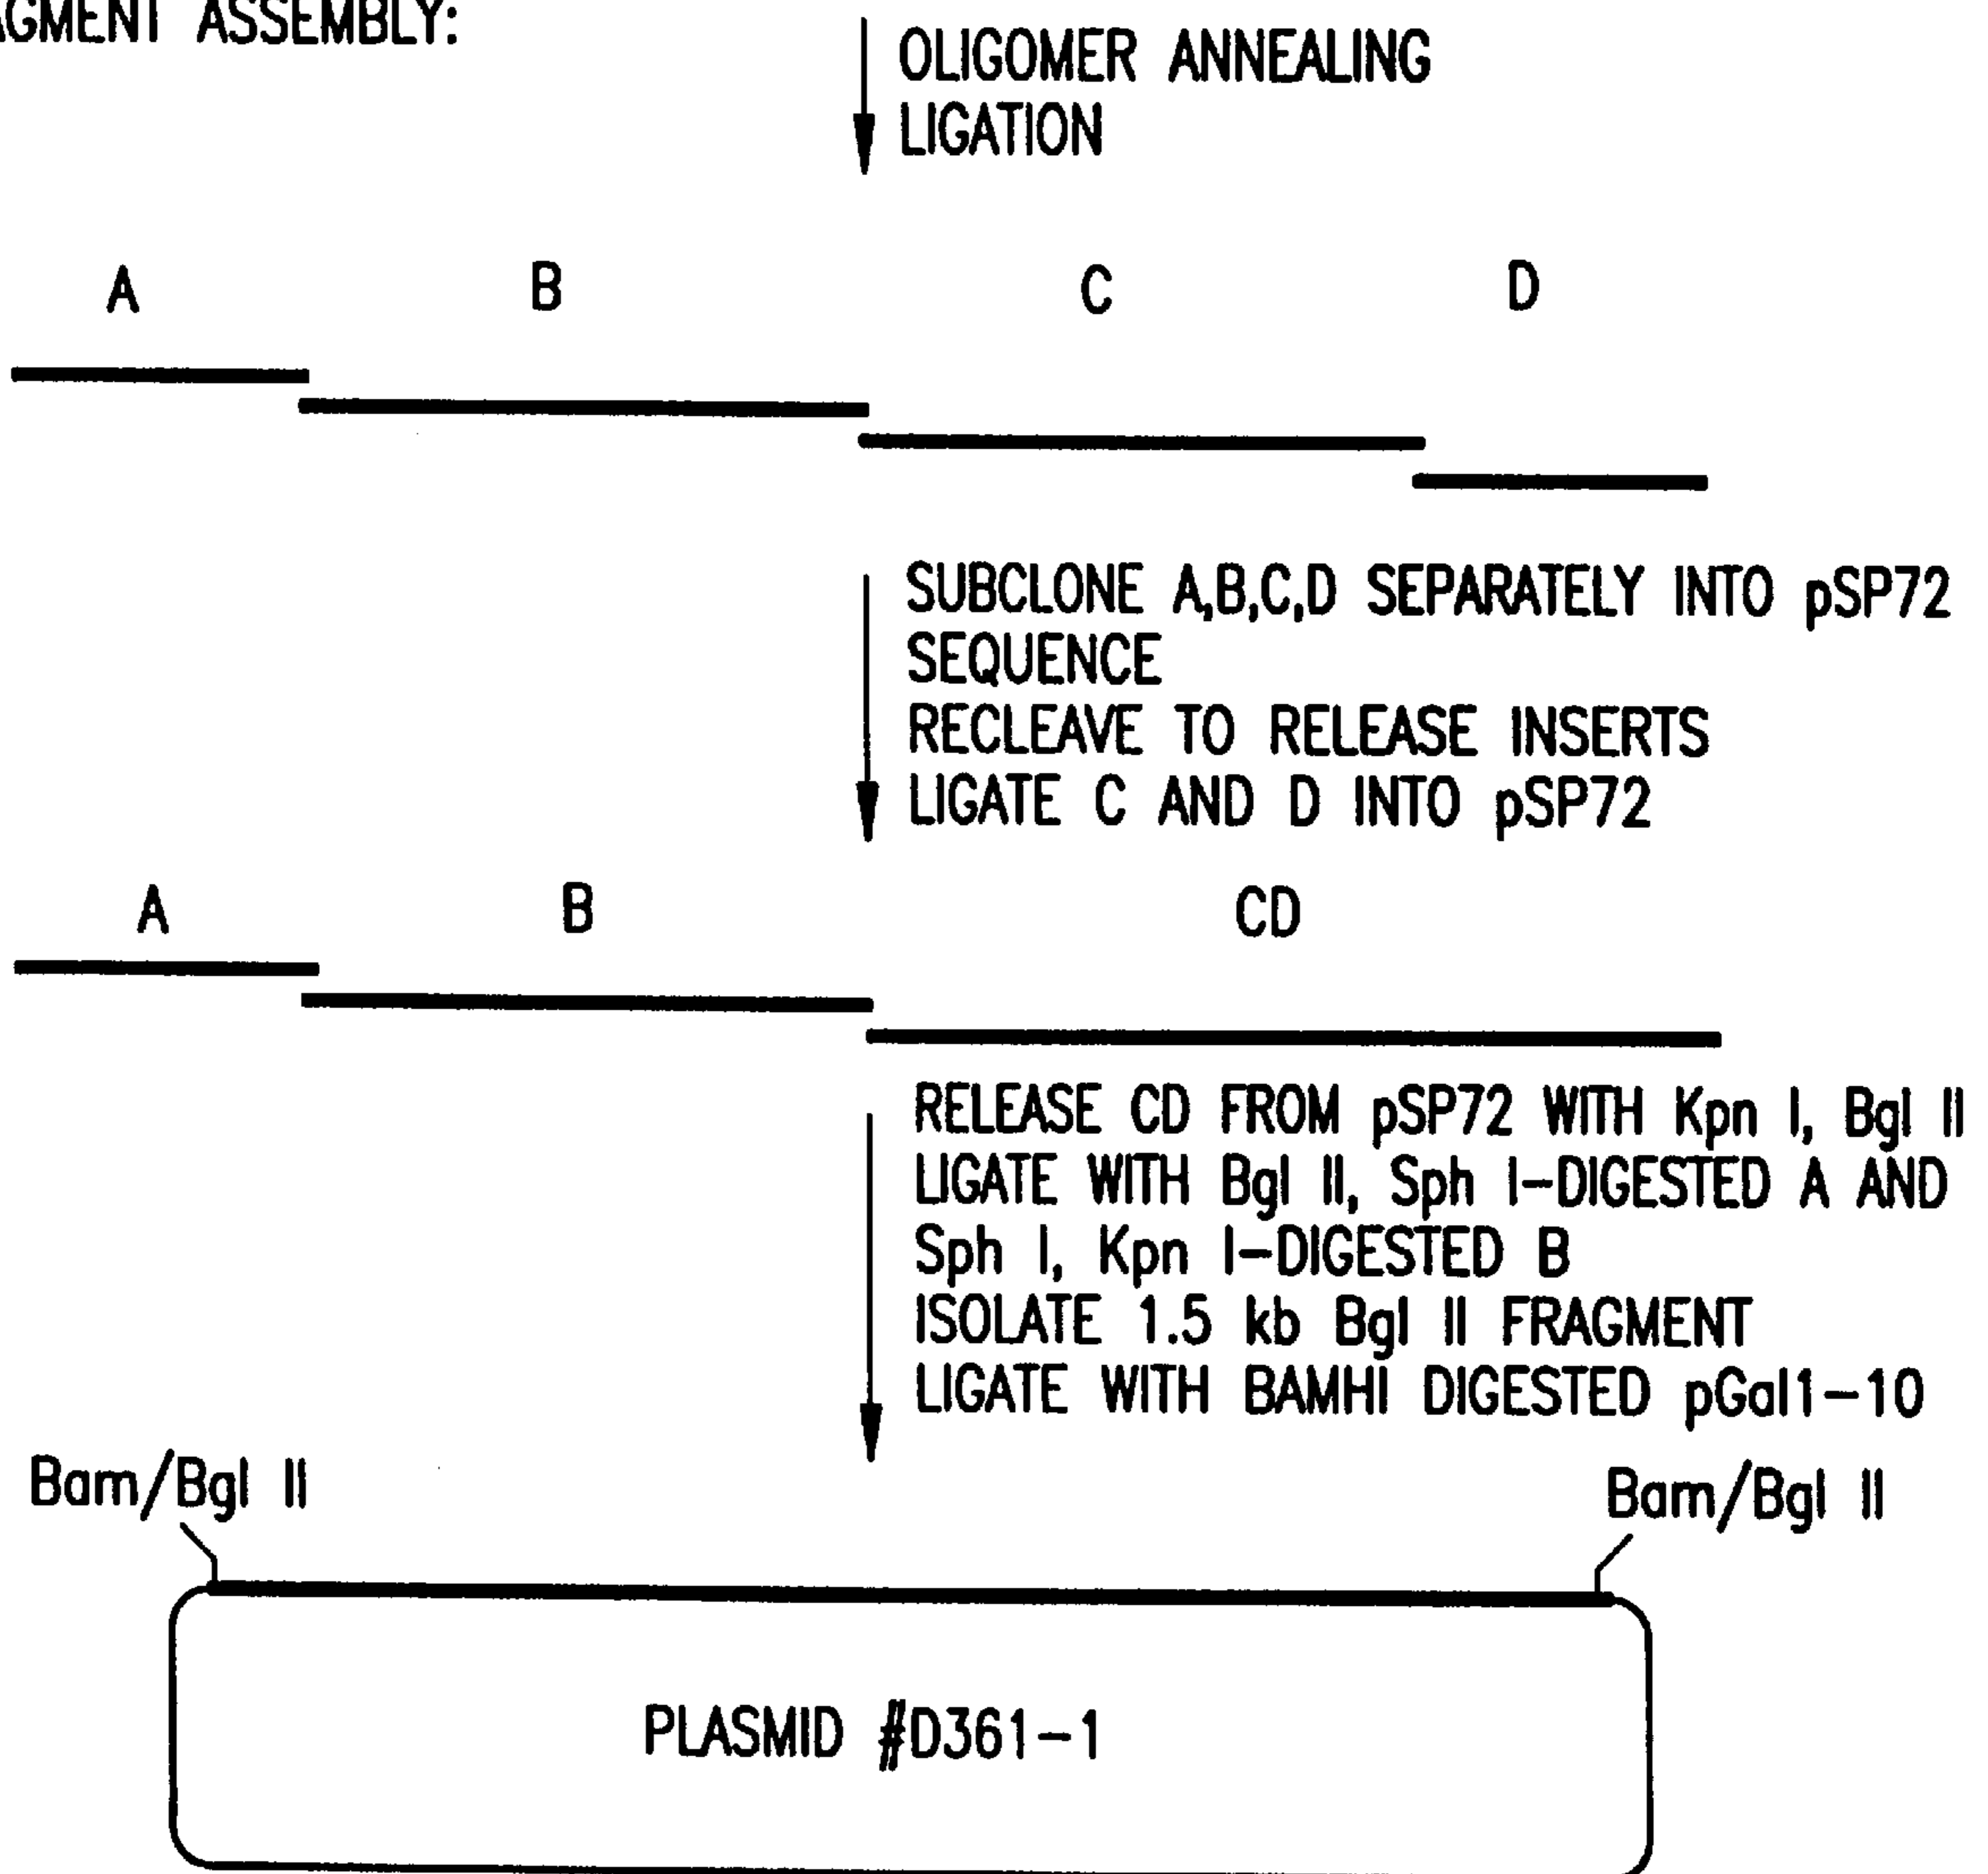 GMENT ASSEMBLY:
OLIGOMER ANNEALING
LIGATION
A B C D
SUBCLONE A,B,C,D SEPARATELY INTO pSP72
SEQUENCE
RECLEAVE TO RELEASE INSERTS
LIGATE C AND D INTO pSP72
A B CD
RELEASE CD FROM pSP72 WITH Kpn I, Bgl II
LIGATE WITH Bgl II, Sph I-DIGESTED A AND
Sph I, Kpn I-DIGESTED B
ISOLATE 1.5 kb Bgl II FRAGMENT
LIGATE WITH BAMHI DIGESTED pGal1-10
Bam/Bgl II Bam/Bgl II
PLASMID #D361-1